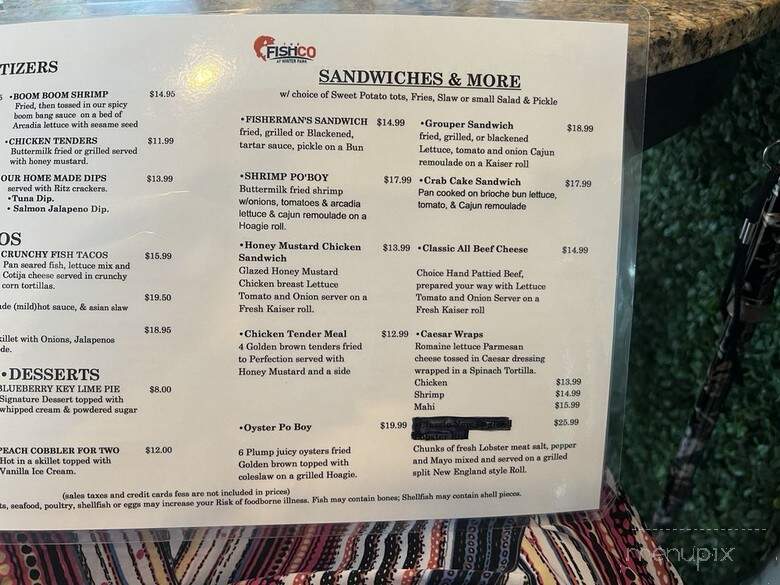 THE
FISHCO
AT WINTER PARK
TIZERS
•BOOM BOOM SHRIMP $14.95
Fried, then tossed in our spicy
boom bang sauce on a bed of
Arcadia lettuce with sesame seed
•CHICKEN TENDERS $11.99
Buttermilk fried or grilled served
with honey mustard.
OUR HOME MADE DIPS $13.99
served with Ritz crackers.
•Tuna Dip.
• Salmon Jalapeno Dip.
OS
CRUNCHY FISH TACOS $15.99
Pan seared fish, lettuce mix and
Cotija cheese served in crunchy
corn tortillas.
$19.50
(mild)hot sauce, & asian slaw
$18.95
with Onions, Jalapenos
•DESSERTS
BLUEBERRY KEY LIME PIE $8.00
Signature Dessert topped with
whipped cream & powdered sugar
PEACH COBBLER FOR TWO $12.00
Hot in a skillet topped with
Vanilla Ice Cream.
SANDWICHES & MORE
w/ choice of Sweet Potato tots, Fries, Slaw or small Salad & Pickle
•FISHERMAN'S SANDWICH $14.99
fried, grilled or Blackened,
tartar sauce, pickle on a Bun
•SHRIMP PO'BOY $17.99
Buttermilk fried shrimp
w/onions, tomatoes & arcadia
lettuce & cajun remoulade on a
Hoagie roll.
•Honey Mustard Chicken $13.99
Sandwich
Glazed Honey Mustard
Chicken breast Lettuce
Tomato and Onion server on a
Fresh Kaiser roll.
•Chicken Tender Meal $12.99
4 Golden brown tenders fried
to Perfection served with
Honey Mustard and a side
•Oyster Po Boy $19.99
6 Plump juicy oysters fried
Golden brown topped with
coleslaw on a grilled Hoagie.
•Grouper Sandwich $18.99
fried, grilled, or blackened
Lettuce, tomato and onion Cajun
remoulade on a Kaiser roll
•Crab Cake Sandwich $17.99
Pan cooked on brioche bun lettuce,
tomato, & Cajun remoulade
•Classic All Beef Cheese $14.99
Choice Hand Pattied Beef,
prepared your way with Lettuce
Tomato and Onion Server on a
Fresh Kaiser roll
•Caesar Wraps
Romaine lettuce Parmesan
cheese tossed in Caesar dressing
wrapped in a Spinach Tortilla.
Chicken $13.99
Shrimp $14.99
Mahi $15.99
$25.99
Chunks of fresh Lobster meat salt, pepper
and Mayo mixed and served on a grilled
split New England style Roll.
(sales taxes and credit cards fess are not included in prices)
seafood, poultry, shellfish or eggs may increase your Risk of foodborne illness. Fish may contain bones; Shellfish may contain shell pieces.
menupix